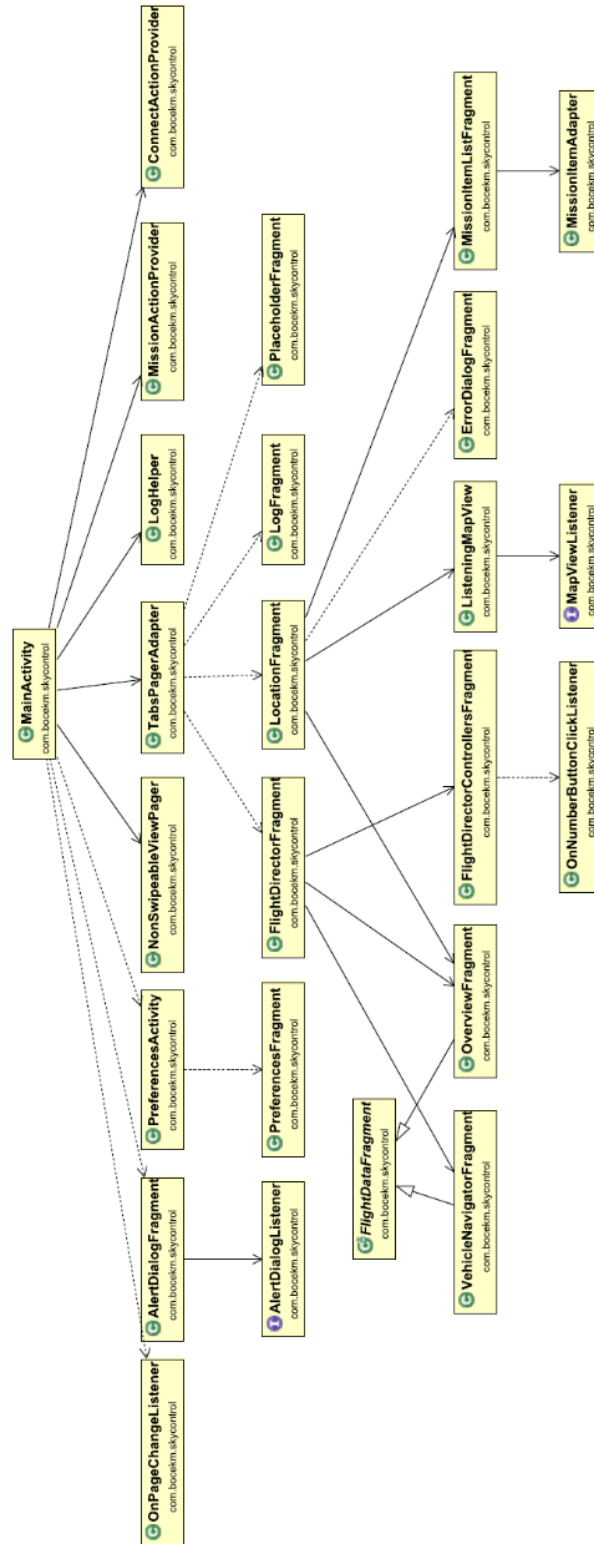 C MainActivity
com.bocekm.skycontrol
C OnPageChangeListener
com.bocekm.skycontrol
C AlertDialogFragment
com.bocekm.skycontrol
C PreferencesActivity
com.bocekm.skycontrol
C NonSwipeableViewPager
com.bocekm.skycontrol
C TabsPagerAdapter
com.bocekm.skycontrol
C LogHelper
com.bocekm.skycontrol
C MissionActionProvider
com.bocekm.skycontrol
C ConnectActionProvider
com.bocekm.skycontrol
I AlertDialogListener
com.bocekm.skycontrol
C PreferencesFragment
com.bocekm.skycontrol
C FlightDirectorFragment
com.bocekm.skycontrol
C LocationFragment
com.bocekm.skycontrol
C LogFragment
com.bocekm.skycontrol
C PlaceholderFragment
com.bocekm.skycontrol
C FlightDataFragment
com.bocekm.skycontrol
C VehicleNavigatorFragment
com.bocekm.skycontrol
C OverviewFragment
com.bocekm.skycontrol
C FlightDirectorControllersFragment
com.bocekm.skycontrol
C ListeningMapView
com.bocekm.skycontrol
C ErrorDialogFragment
com.bocekm.skycontrol
C MissionItemListFragment
com.bocekm.skycontrol
C OnNumberButtonClickListener
com.bocekm.skycontrol
I MapViewListener
com.bocekm.skycontrol
C MissionItemAdapter
com.bocekm.skycontrol